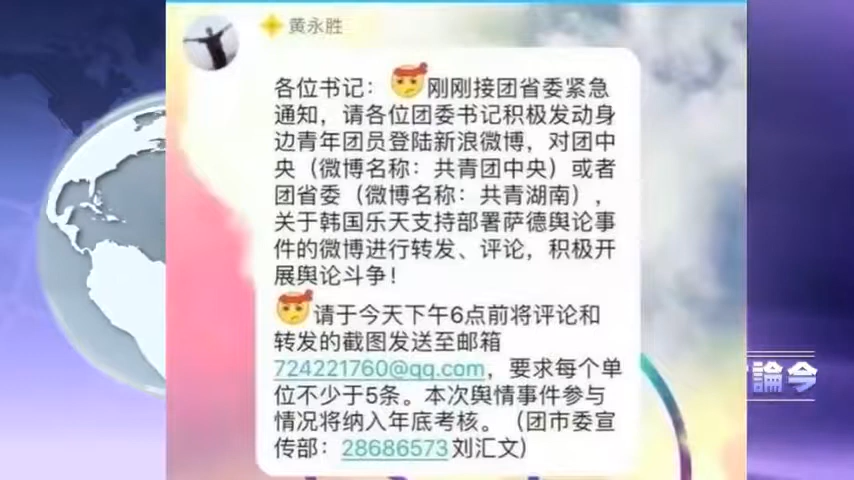 黄永胜
各位书记：刚刚接团省委紧急
通知，请各位团委书记积极发动身
边青年团员登陆新浪微博，对团中
央（微博名称：共青团中央）或者
团省委（微博名称：共青湖南），
关于韩国乐天支持部署萨德舆论事
件的微博进行转发、评论，积极开
展舆论斗争！
请于今天下午6点前将评论和
转发的截图发送至邮箱
724221760@qq.com，要求每个单
位不少于5条。本次舆情事件参与
情况将纳入年底考核。（团市委宣
传部：28686573刘汇文）
論今